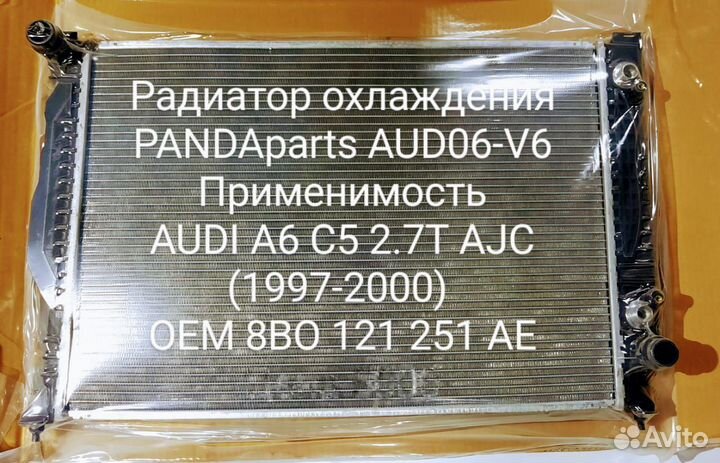 Радиатор охлаждения
PANDAparts AUD06-V6
Применимость
AUDI A6 C5 2.7T AJC
(1997-2000)
OEM 8BO 121 251 AE
Avito